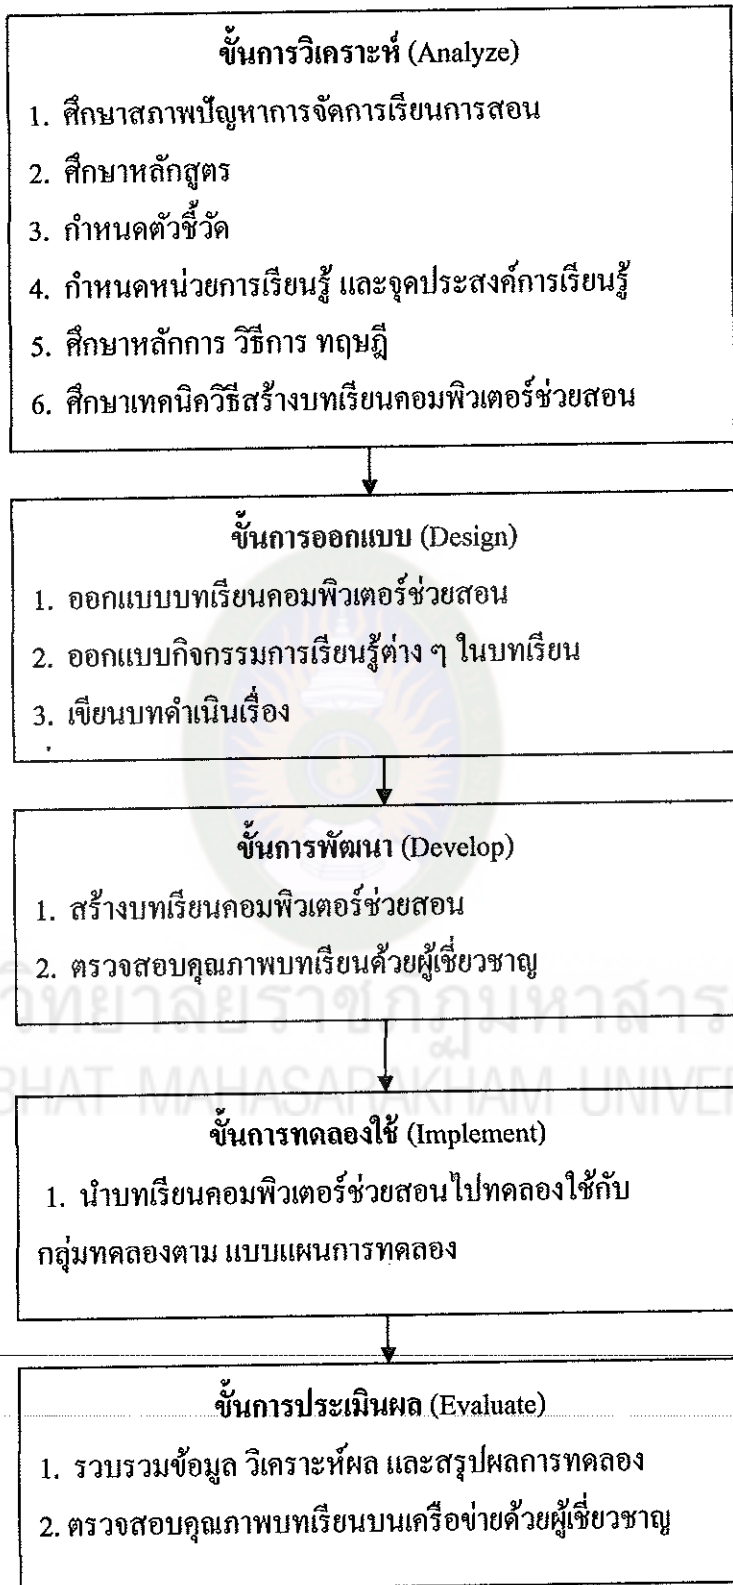 ขั้นการวิเคราะห์ (Analyze)
1. ศึกษาสภาพปัญหาการจัดการเรียนการสอน
2. ศึกษาหลักสูตร
3. กำหนดตัวชี้วัด
4. กำหนดหน่วยการเรียนรู้ และจุดประสงค์การเรียนรู้
5. ศึกษาหลักการ วิธีการ ทฤษฎี
6. ศึกษาเทคนิควิธีสร้างบทเรียนคอมพิวเตอร์ช่วยสอน
ขั้นการออกแบบ (Design)
1. ออกแบบบทเรียนคอมพิวเตอร์ช่วยสอน
2. ออกแบบกิจกรรมการเรียนรู้ต่าง ๆ ในบทเรียน
3. เขียนบทดำเนินเรื่อง
ขั้นการพัฒนา (Develop)
1. สร้างบทเรียนคอมพิวเตอร์ช่วยสอน
2. ตรวจสอบคุณภาพบทเรียนด้วยผู้เชี่ยวชาญ
วิทยาลัยราชภัฏมหาสาร
BHAT MAHASARAKHAM UNIVE
ขั้นการทดลองใช้ (Implement)
1. นำบทเรียนคอมพิวเตอร์ช่วยสอนไปทดลองใช้กับ
กลุ่มทดลองตาม แบบแผนการทดลอง
ขั้นการประเมินผล (Evaluate)
1. รวบรวมข้อมูล วิเคราะห์ผล และสรุปผลการทดลอง
2. ตรวจสอบคุณภาพบทเรียนบนเครือข่ายด้วยผู้เชี่ยวชาญ